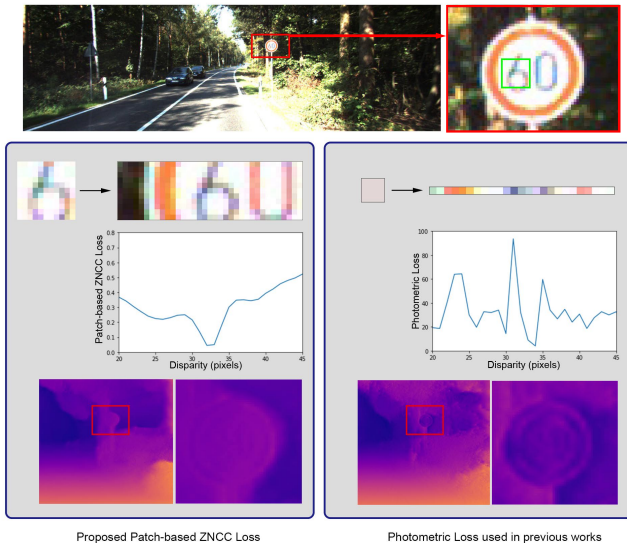 60
Patch-based ZNCC Loss
0.8
0.7
0.6
0.5
0.4
0.3
0.2
0.1
0.0
20 25 30 35 40 45
Disparity (pixels)
Photometric Loss
100
80
60
40
20
0
20 25 30 35 40 45
Disparity (pixels)
Proposed Patch-based ZNCC Loss
Photometric Loss used in previous works